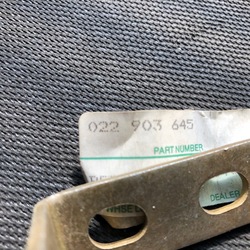 022 903 645
PART NUMBER
DEALER